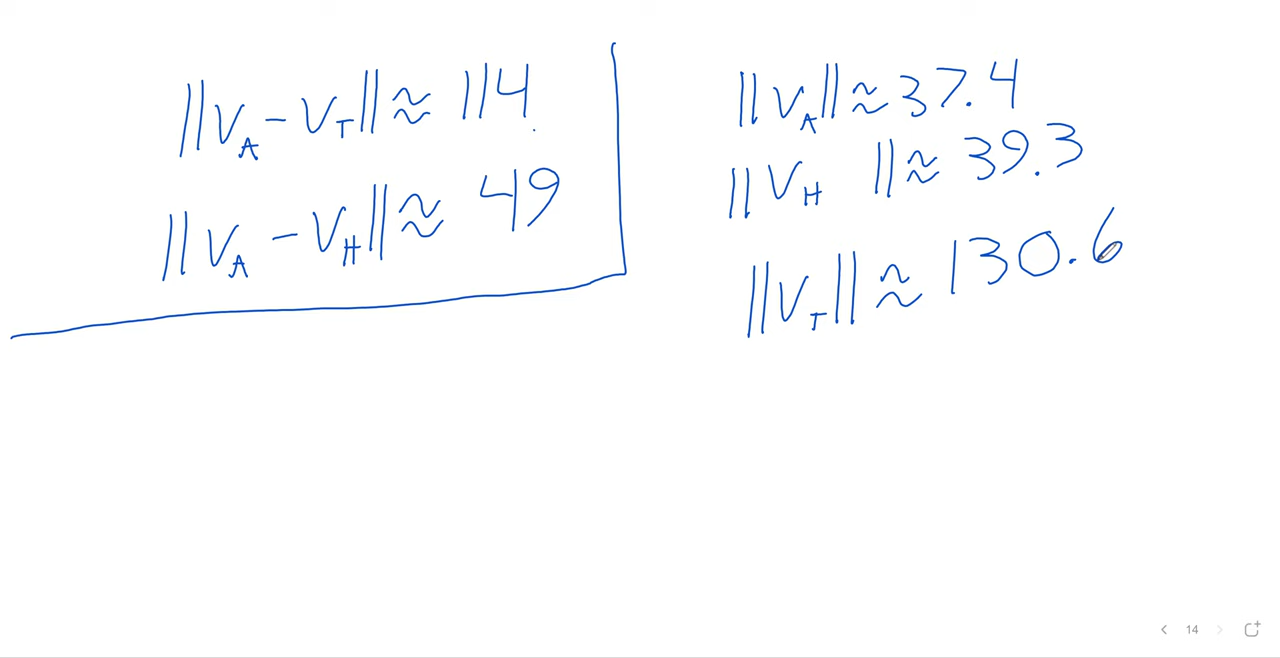 ||V_A - V_T|| ≈ 114
||V_A - V_H|| ≈ 49
||V_A|| ≈ 37.4
||V_H|| ≈ 39.3
||V_T|| ≈ 130.6
14